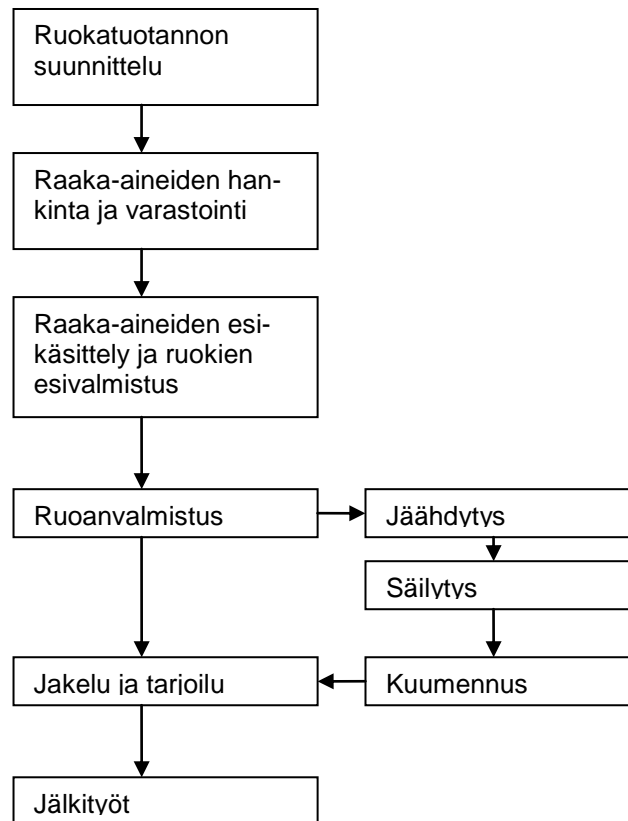 Ruokatuotannon
suunnittelu
Raaka-aineiden han-
kinta ja varastointi
Raaka-aineiden esi-
käsittely ja ruokien
esivalmistus
Ruoanvalmistus
Jäähdytys
Säilytys
Jakelu ja tarjoilu
Kuumennus
Jälkityöt